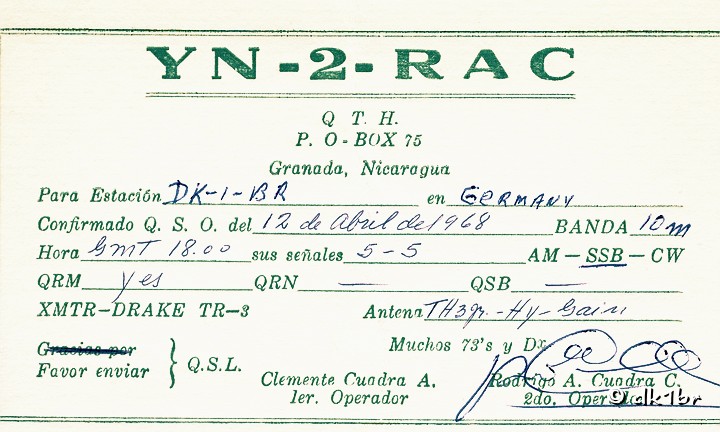 YN-2-RAC
Q T H.
P. O-BOX 75
Granada, Nicaragua
Para Estación DK-1-BR en GERMANY
Confirmado Q. S. O. del 12 de Abril de 1968 BANDA 10m
Hora GMT 18.00 sus señales 5-5 AM-SSB-CW
QRM yes QRN — QSB —
XMTR-DRAKE TR-3 Antena TH3jr.-Hy-Gain
Muchos 73's y Dx
Gracias por
Favor enviar } Q.S.L.
Clemente Cuadra A. Rodrigo A. Cuadra C.
1er. Operador 2do. Operador
©dk1br